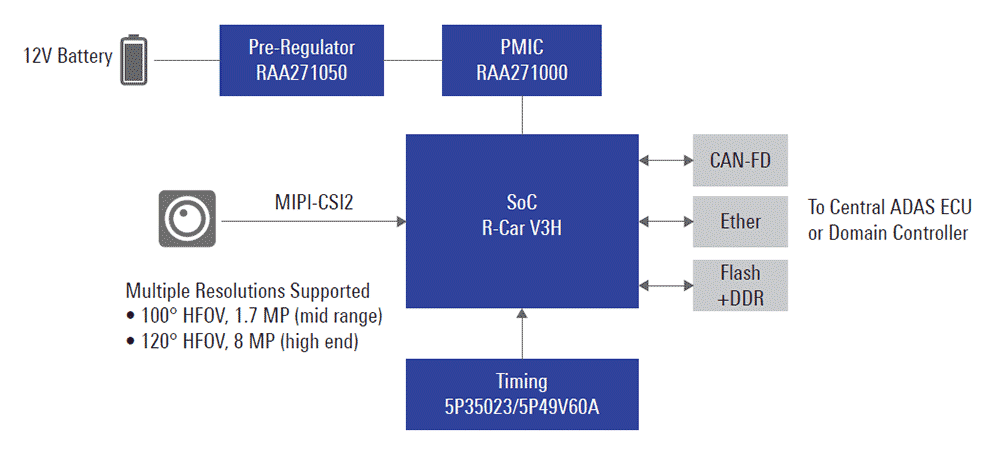 12V Battery
Pre-Regulator
RAA271050
PMIC
RAA271000
MIPI-CSI2
SoC
R-Car V3H
CAN-FD
Ether
Flash
+DDR
To Central ADAS ECU
or Domain Controller
Multiple Resolutions Supported
• 100° HFOV, 1.7 MP (mid range)
• 120° HFOV, 8 MP (high end)
Timing
5P35023/5P49V60A